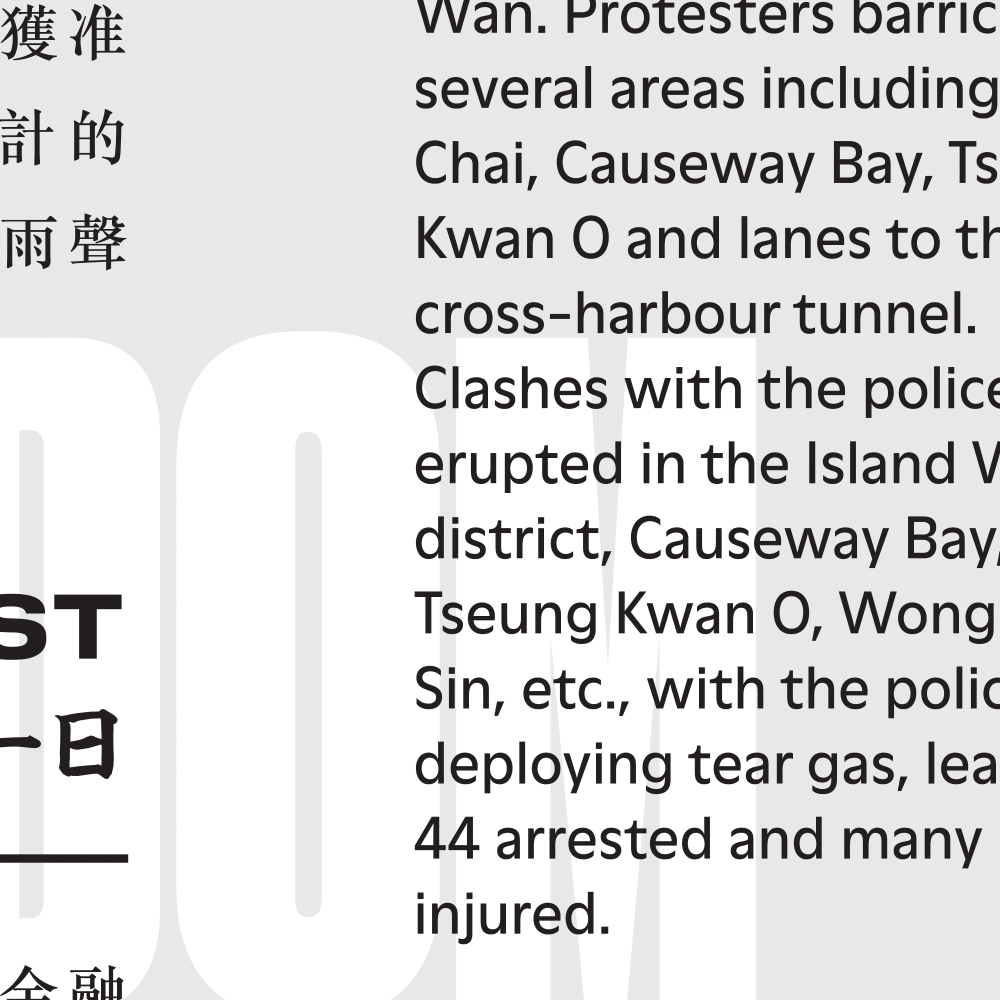 獲准
計的
雨聲
OOM
ST
一日
金融
Wan. Protesters barric
several areas including
Chai, Causeway Bay, Ts
Kwan O and lanes to th
cross-harbour tunnel.
Clashes with the police
erupted in the Island W
district, Causeway Bay,
Tseung Kwan O, Wong
Sin, etc., with the polic
deploying tear gas, lea
44 arrested and many
injured.